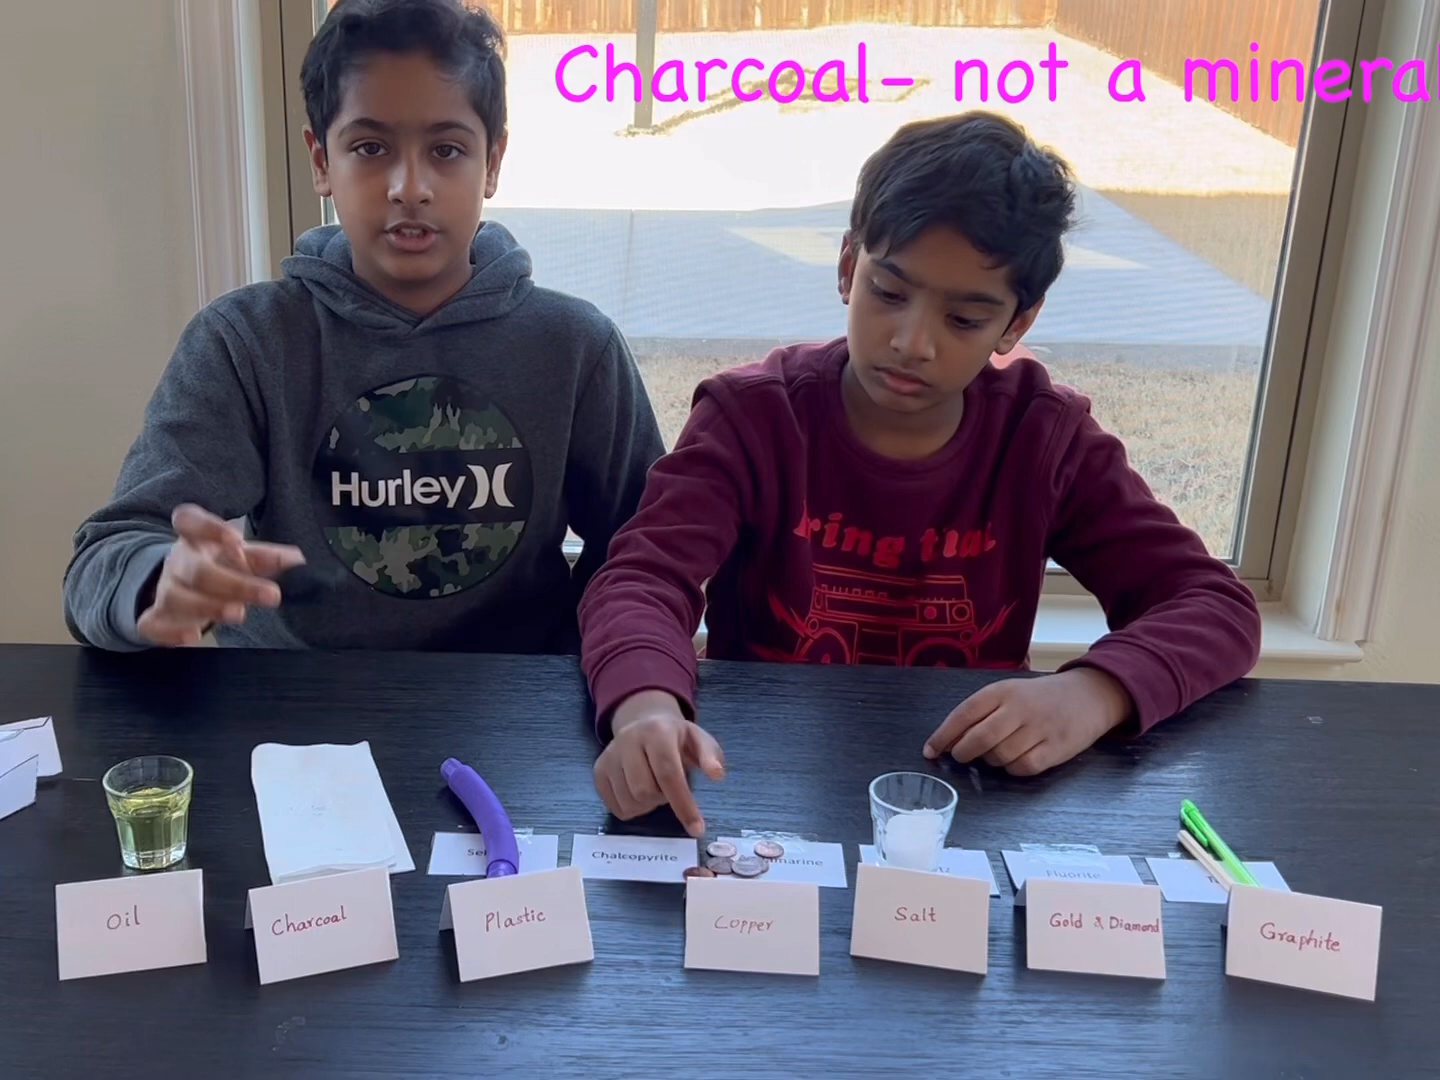 Charcoal- not a mineral
Hurley
Chalcopyrite
Fluorite
Oil
Charcoal
Plastic
Copper
Salt
Gold & Diamond
Graphite